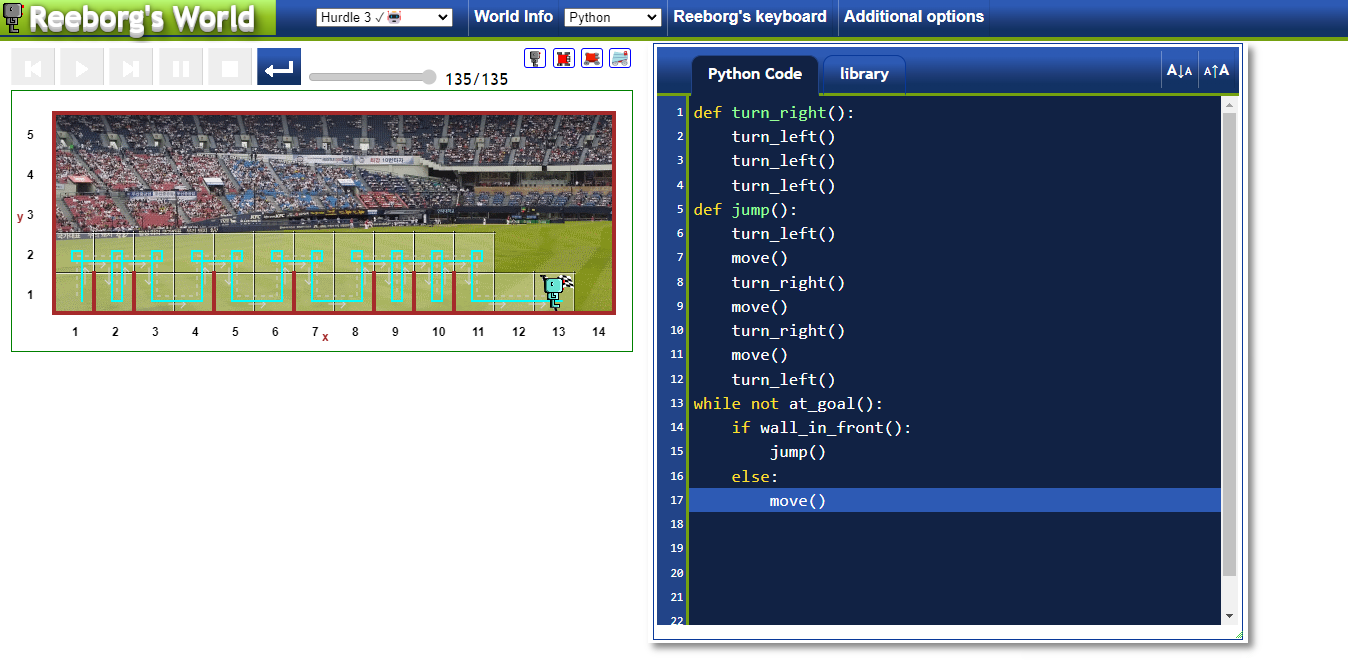 Reeborg's World
Hurdle 3 ✓
World Info
Python
Reeborg's keyboard
Additional options
135/135
5
4
y 3
2
1
1 2 3 4 5 6 7 x 8 9 10 11 12 13 14
Python Code
library
A↓A
A↑A
1 def turn_right():
2     turn_left()
3     turn_left()
4     turn_left()
5 def jump():
6     turn_left()
7     move()
8     turn_right()
9     move()
10     turn_right()
11     move()
12     turn_left()
13 while not at_goal():
14     if wall_in_front():
15         jump()
16     else:
17         move()
18
19
20
21
22